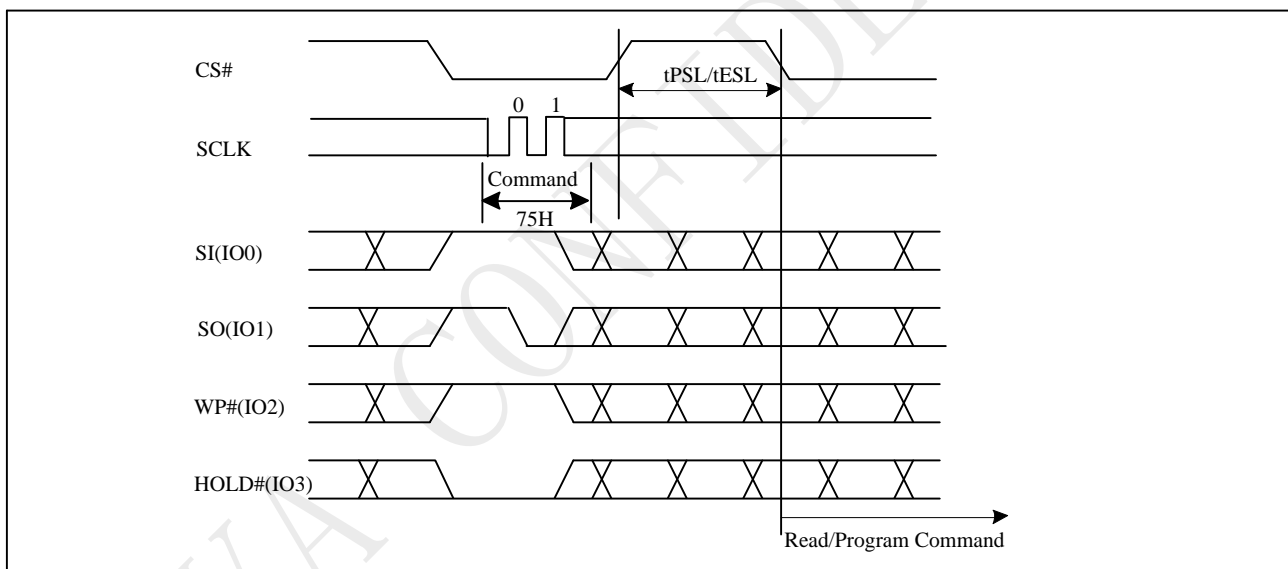 CS#
tPSL/tESL
0 1
SCLK
Command
75H
SI(IO0)
SO(IO1)
WP#(IO2)
HOLD#(IO3)
Read/Program Command